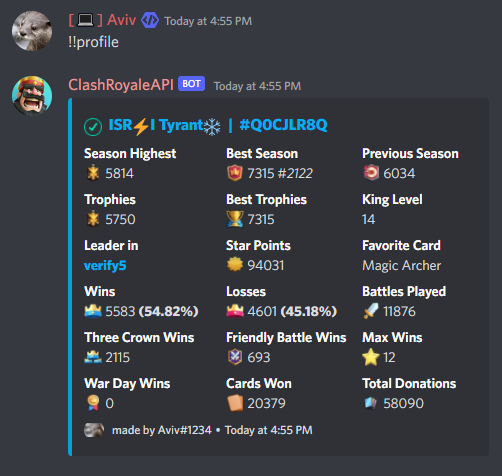 [ 💻 ] Aviv Today at 4:55 PM
!!profile
ClashRoyaleAPI BOT Today at 4:55 PM
ISR⚡I Tyrant❄️ | #Q0CJLR8Q
Season Highest Best Season Previous Season
5814 7315 #2122 6034
Trophies Best Trophies King Level
5750 7315 14
Leader in Star Points Favorite Card
verify5 94031 Magic Archer
Wins Losses Battles Played
5583 (54.82%) 4601 (45.18%) 11876
Three Crown Wins Friendly Battle Wins Max Wins
2115 693 12
War Day Wins Cards Won Total Donations
0 20379 58090
made by Aviv#1234 • Today at 4:55 PM